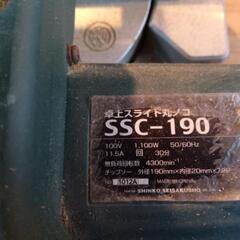 卓上スライド丸ノコ
SSC-190
100V 1,100W 50/60Hz
11.5A 回 30分
無負荷回転数 4300min⁻¹
チップソー 外径190mm×内径20mm×
SHINKO SEISAKUSHO